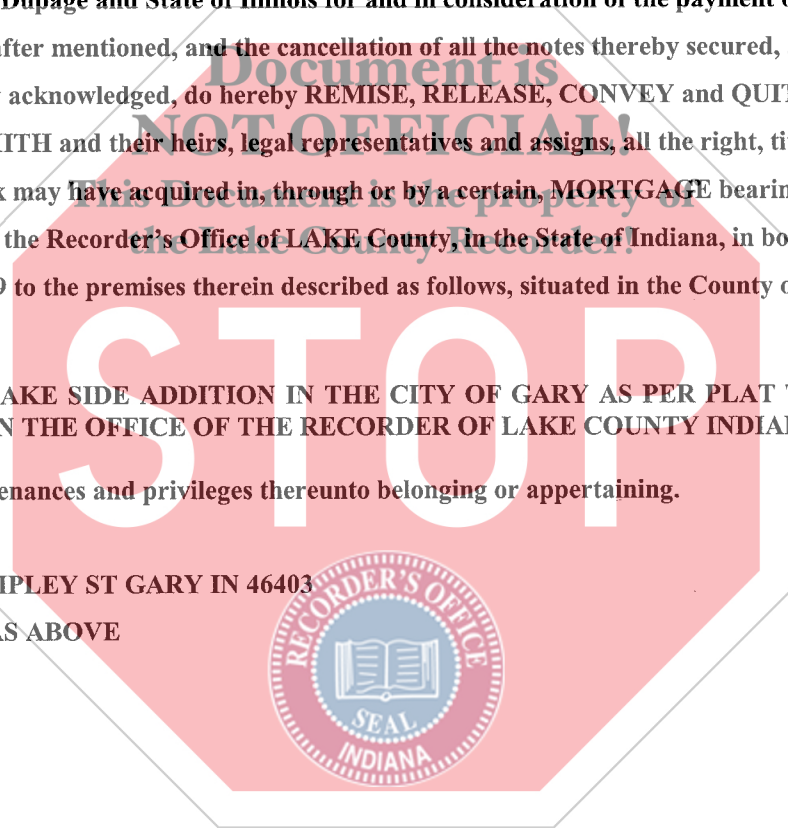 Dupage and State of Illinois for and in consideration of the payment
after mentioned, and the cancellation of all the notes thereby secured,
acknowledged, do hereby REMISE, RELEASE, CONVEY and QUIT
ITH and their heirs, legal representatives and assigns, all the right, tit
k may have acquired in, through or by a certain, MORTGAGE bearin
the Recorder's Office of LAKE County, in the State of Indiana, in bo
9 to the premises therein described as follows, situated in the County o
AKE SIDE ADDITION IN THE CITY OF GARY AS PER PLAT
N THE OFFICE OF THE RECORDER OF LAKE COUNTY INDIA
enances and privileges thereunto belonging or appertaining.
IPLEY ST GARY IN 46403
AS ABOVE
Document is
NOT OFFICIAL!
This Document is the property of
the Lake County Recorder!
STOP
RECORDER'S OFFICE
SEAL
INDIANA